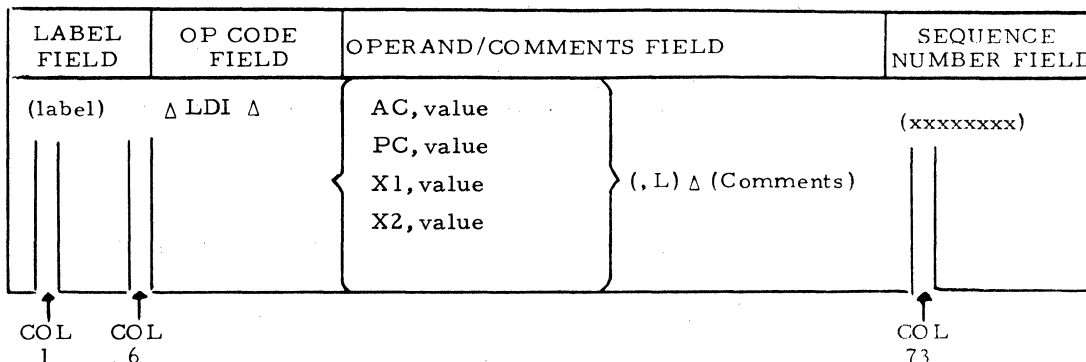 LABEL FIELD
OP CODE FIELD
OPERAND/COMMENTS FIELD
SEQUENCE NUMBER FIELD
(label) Δ LDI Δ
AC, value
PC, value
X1, value
X2, value
(, L) Δ (Comments)
(xxxxxxxx)
COL 1
COL 6
COL 73